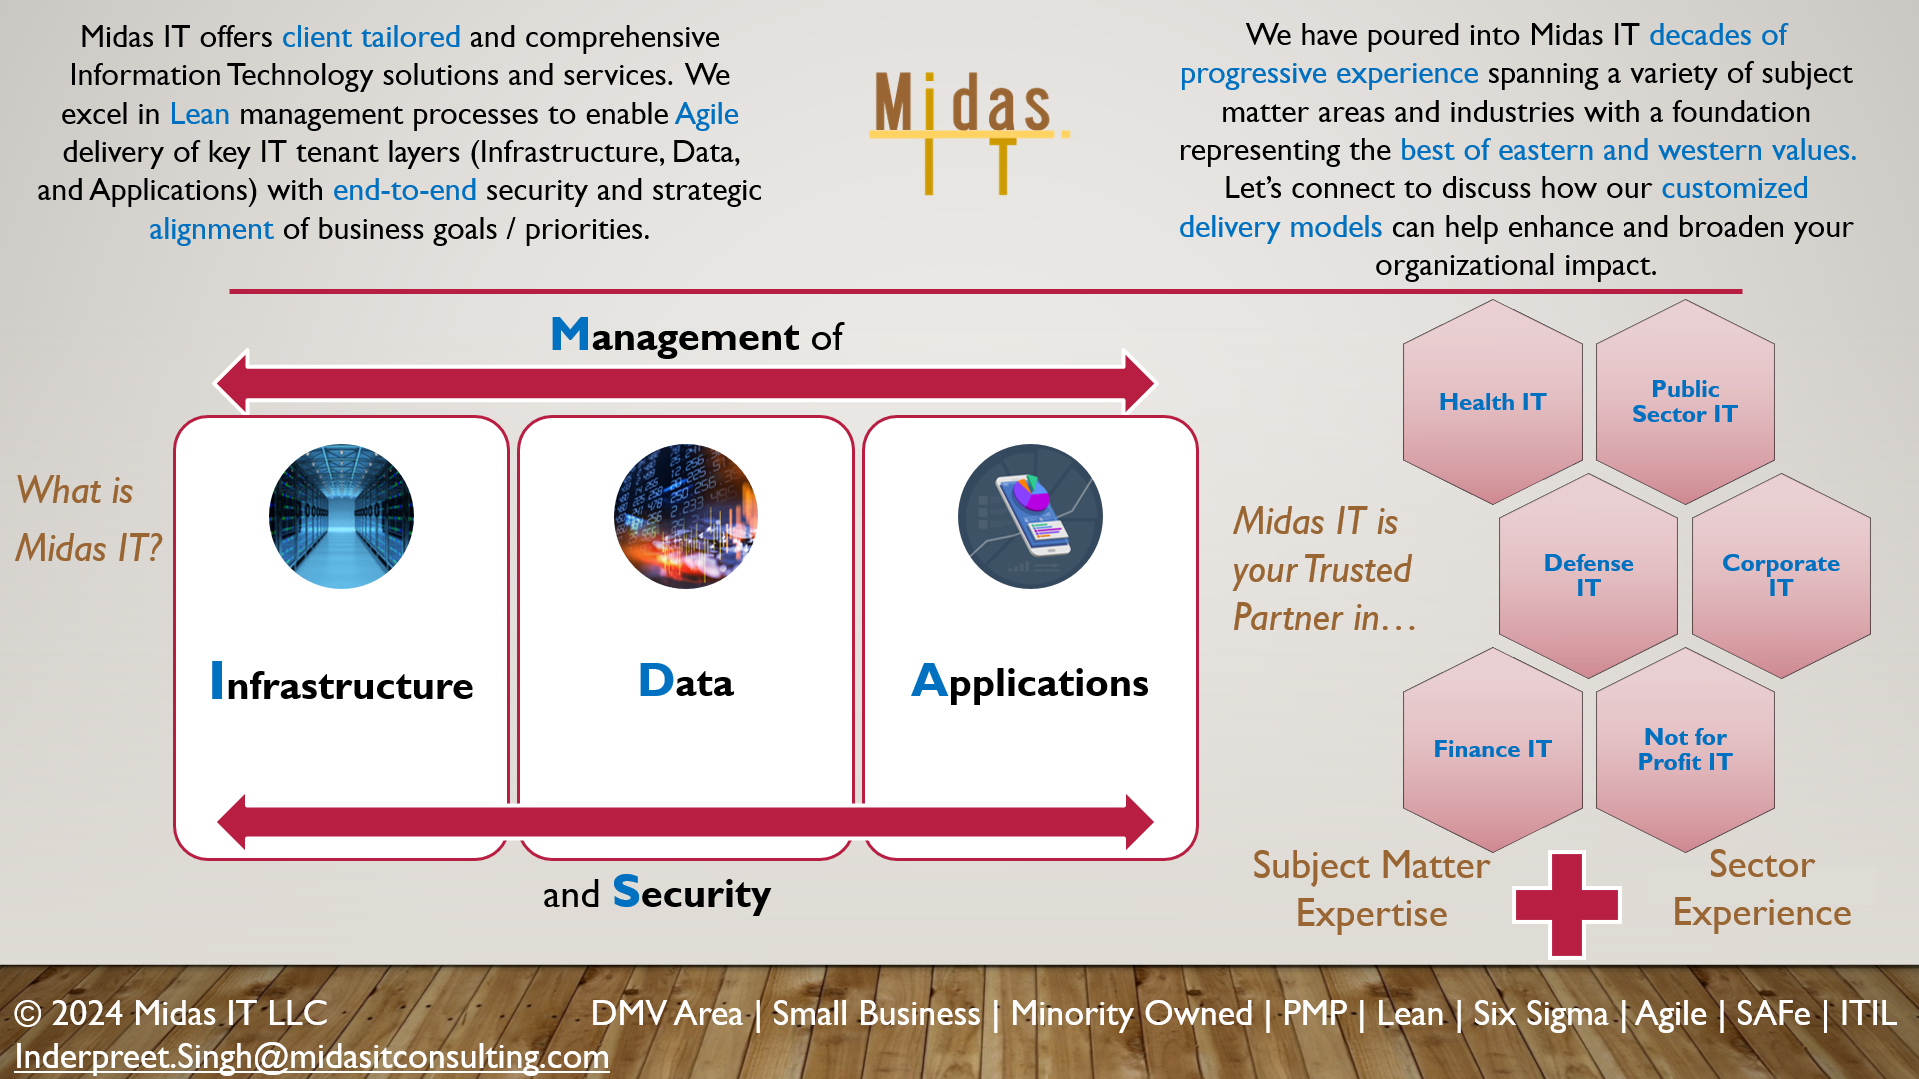 Midas IT offers client tailored and comprehensive
Information Technology solutions and services. We
excel in Lean management processes to enable Agile
delivery of key IT tenant layers (Infrastructure, Data,
and Applications) with end-to-end security and strategic
alignment of business goals / priorities.
Midas
IT
We have poured into Midas IT decades of
progressive experience spanning a variety of subject
matter areas and industries with a foundation
representing the best of eastern and western values.
Let’s connect to discuss how our customized
delivery models can help enhance and broaden your
organizational impact.
What is
Midas IT?
Management of
Infrastructure
Data
Applications
and Security
Midas IT is
your Trusted
Partner in…
Health IT
Public
Sector IT
Defense
IT
Corporate
IT
Finance IT
Not for
Profit IT
Subject Matter
Expertise
Sector
Experience
© 2024 Midas IT LLC
Inderpreet.Singh@midasitconsulting.com
DMV Area | Small Business | Minority Owned | PMP | Lean | Six Sigma | Agile | SAFe | ITIL